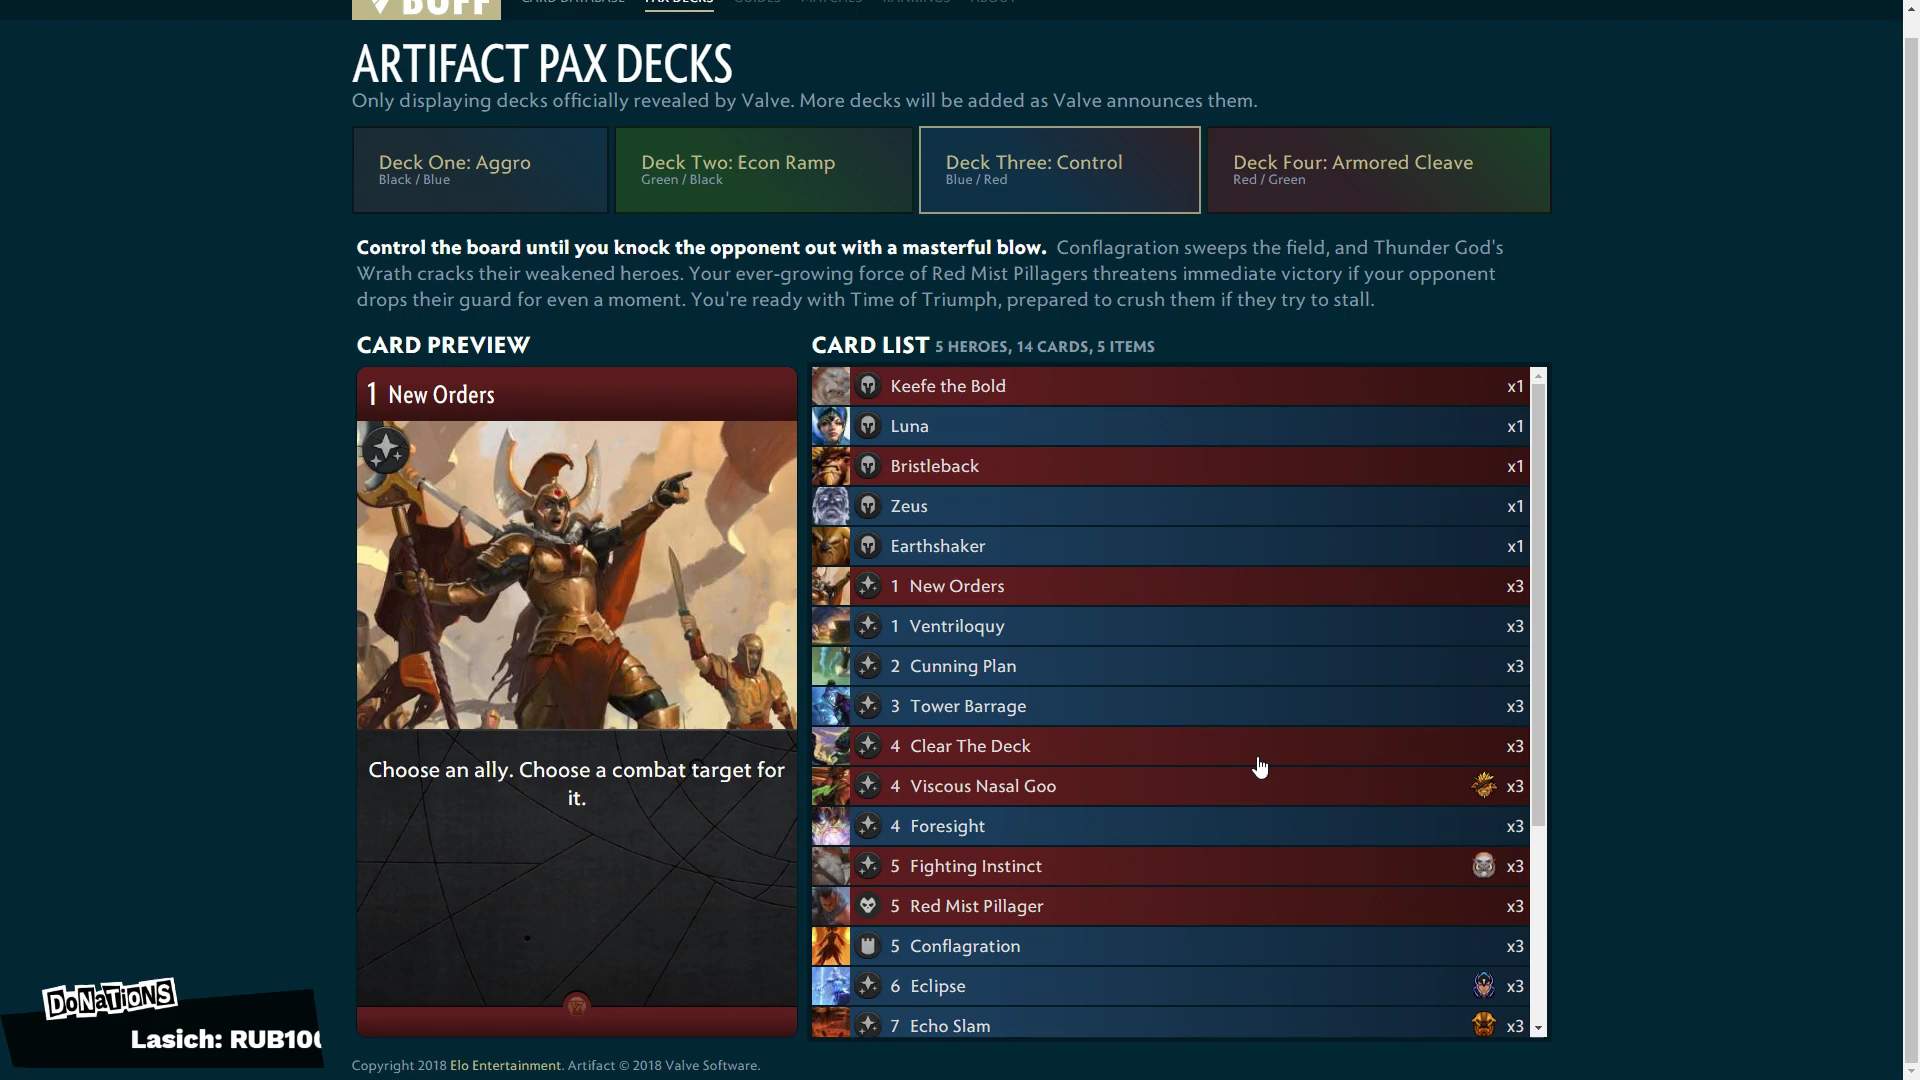 BUFF
CARD DATABASE PAX DECKS GUIDES MATCHES RANKINGS ABOUT
ARTIFACT PAX DECKS
Only displaying decks officially revealed by Valve. More decks will be added as Valve announces them.
Deck One: Aggro
Black / Blue
Deck Two: Econ Ramp
Green / Black
Deck Three: Control
Blue / Red
Deck Four: Armored Cleave
Red / Green
Control the board until you knock the opponent out with a masterful blow. Conflagration sweeps the field, and Thunder God's
Wrath cracks their weakened heroes. Your ever-growing force of Red Mist Pillagers threatens immediate victory if your opponent
drops their guard for even a moment. You're ready with Time of Triumph, prepared to crush them if they try to stall.
CARD PREVIEW
1 New Orders
Choose an ally. Choose a combat target for
it.
CARD LIST 5 HEROES, 14 CARDS, 5 ITEMS
Keefe the Bold x1
Luna x1
Bristleback x1
Zeus x1
Earthshaker x1
1 New Orders x3
1 Ventriloquy x3
2 Cunning Plan x3
3 Tower Barrage x3
4 Clear The Deck x3
4 Viscous Nasal Goo x3
4 Foresight x3
5 Fighting Instinct x3
5 Red Mist Pillager x3
5 Conflagration x3
6 Eclipse x3
7 Echo Slam x3
DoNaTioNS
Lasich: RUB100
Copyright 2018 Elo Entertainment. Artifact © 2018 Valve Software.